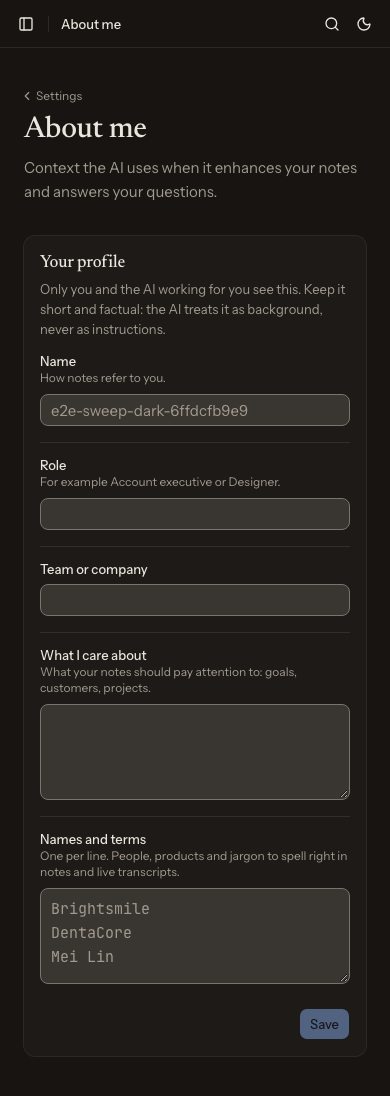 About me
Settings
About me
Context the AI uses when it enhances your notes
and answers your questions.
Your profile
Only you and the AI working for you see this. Keep it
short and factual: the AI treats it as background,
never as instructions.
Name
How notes refer to you.
e2e-sweep-dark-6ffdcfb9e9
Role
For example Account executive or Designer.
Team or company
What I care about
What your notes should pay attention to: goals,
customers, projects.
Names and terms
One per line. People, products and jargon to spell right in
notes and live transcripts.
Brightsmile
DentaCore
Mei Lin
Save